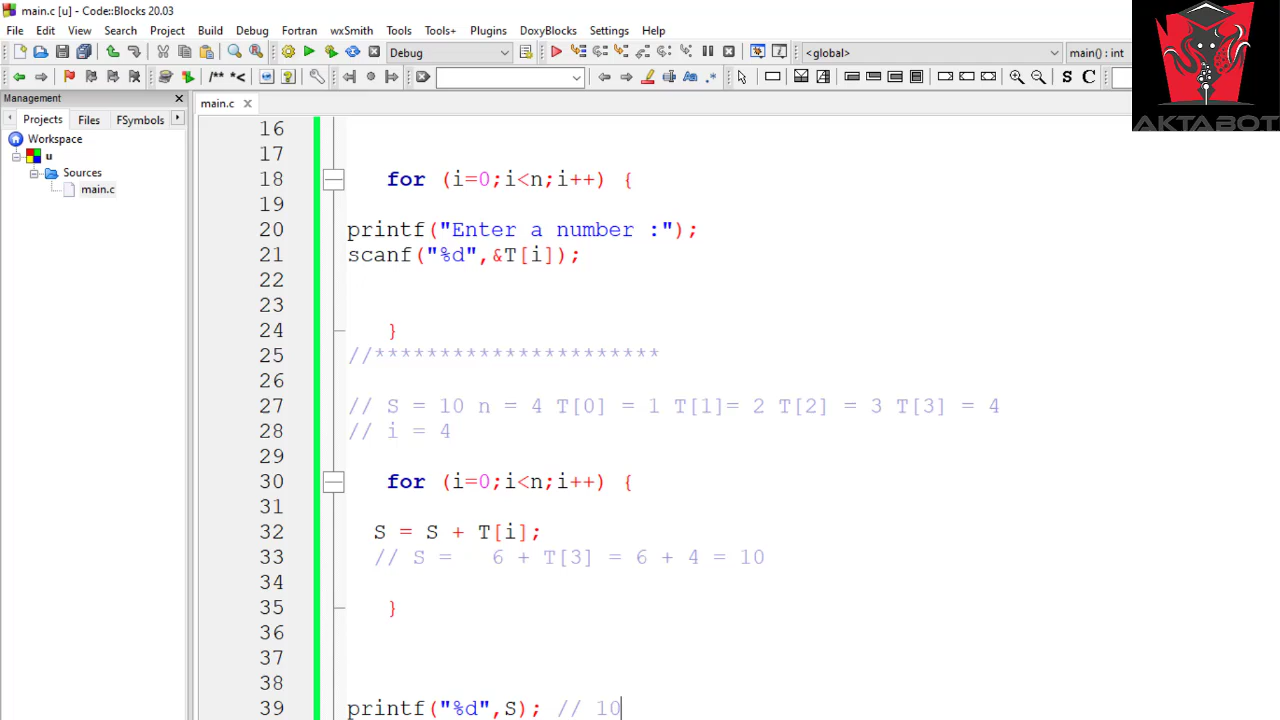 main.c [u] - Code::Blocks 20.03
File Edit View Search Project Build Debug Fortran wxSmith Tools Tools+ Plugins DoxyBlocks Settings Help
Debug <global> main() : int
/** *< Aa .* S C
Management
Projects Files FSymbols
Workspace
u
Sources
main.c
main.c
16
17
18 for (i=0;i<n;i++) {
19
20 printf("Enter a number :");
21 scanf("%d",&T[i]);
22
23
24 }
25 //**********************
26
27 // S = 10 n = 4 T[0] = 1 T[1]= 2 T[2] = 3 T[3] = 4
28 // i = 4
29
30 for (i=0;i<n;i++) {
31
32 S = S + T[i];
33 // S = 6 + T[3] = 6 + 4 = 10
34
35 }
36
37
38
39 printf("%d",S); // 10
AKTABOT